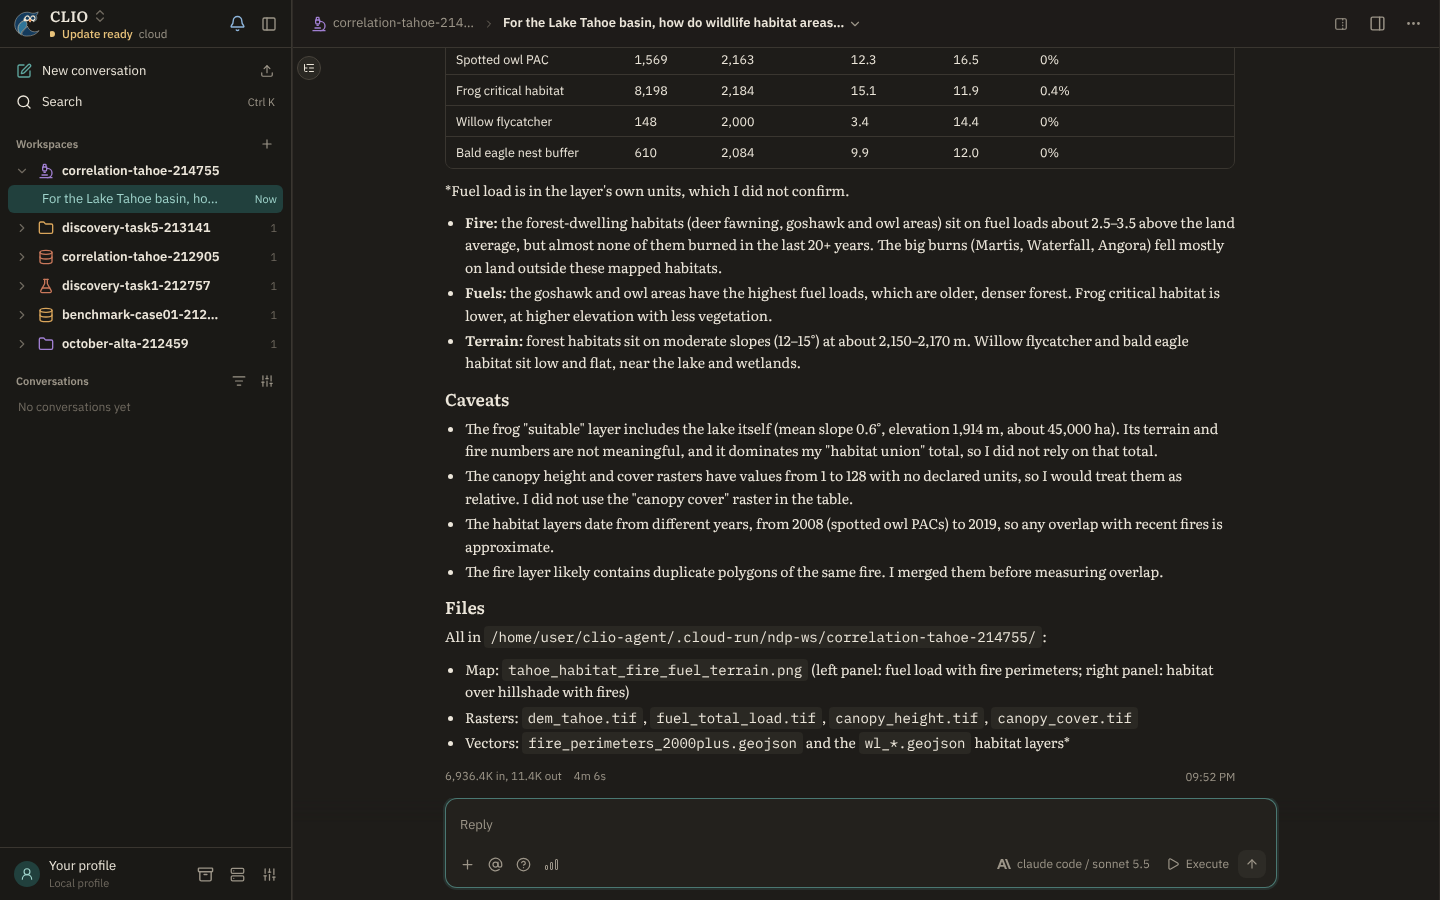 CLIO
Update ready cloud
New conversation
Search Ctrl K
Workspaces
correlation-tahoe-214755
For the Lake Tahoe basin, ho... Now
discovery-task5-213141 1
correlation-tahoe-212905 1
discovery-task1-212757 1
benchmark-case01-212... 1
october-alta-212459 1
Conversations
No conversations yet
Your profile
Local profile
correlation-tahoe-214... For the Lake Tahoe basin, how do wildlife habitat areas...
Spotted owl PAC 1,569 2,163 12.3 16.5 0%
Frog critical habitat 8,198 2,184 15.1 11.9 0.4%
Willow flycatcher 148 2,000 3.4 14.4 0%
Bald eagle nest buffer 610 2,084 9.9 12.0 0%
*Fuel load is in the layer's own units, which I did not confirm.
• Fire: the forest-dwelling habitats (deer fawning, goshawk and owl areas) sit on fuel loads about 2.5–3.5 above the land
average, but almost none of them burned in the last 20+ years. The big burns (Martis, Waterfall, Angora) fell mostly
on land outside these mapped habitats.
• Fuels: the goshawk and owl areas have the highest fuel loads, which are older, denser forest. Frog critical habitat is
lower, at higher elevation with less vegetation.
• Terrain: forest habitats sit on moderate slopes (12–15°) at about 2,150–2,170 m. Willow flycatcher and bald eagle
habitat sit low and flat, near the lake and wetlands.
Caveats
• The frog "suitable" layer includes the lake itself (mean slope 0.6°, elevation 1,914 m, about 45,000 ha). Its terrain and
fire numbers are not meaningful, and it dominates my "habitat union" total, so I did not rely on that total.
• The canopy height and cover rasters have values from 1 to 128 with no declared units, so I would treat them as
relative. I did not use the "canopy cover" raster in the table.
• The habitat layers date from different years, from 2008 (spotted owl PACs) to 2019, so any overlap with recent fires is
approximate.
• The fire layer likely contains duplicate polygons of the same fire. I merged them before measuring overlap.
Files
All in /home/user/clio-agent/.cloud-run/ndp-ws/correlation-tahoe-214755/ :
• Map: tahoe_habitat_fire_fuel_terrain.png (left panel: fuel load with fire perimeters; right panel: habitat
over hillshade with fires)
• Rasters: dem_tahoe.tif , fuel_total_load.tif , canopy_height.tif , canopy_cover.tif
• Vectors: fire_perimeters_2000plus.geojson and the wl_*.geojson habitat layers*
6,936.4K in, 11.4K out 4m 6s 09:52 PM
Reply
claude code / sonnet 5.5 Execute